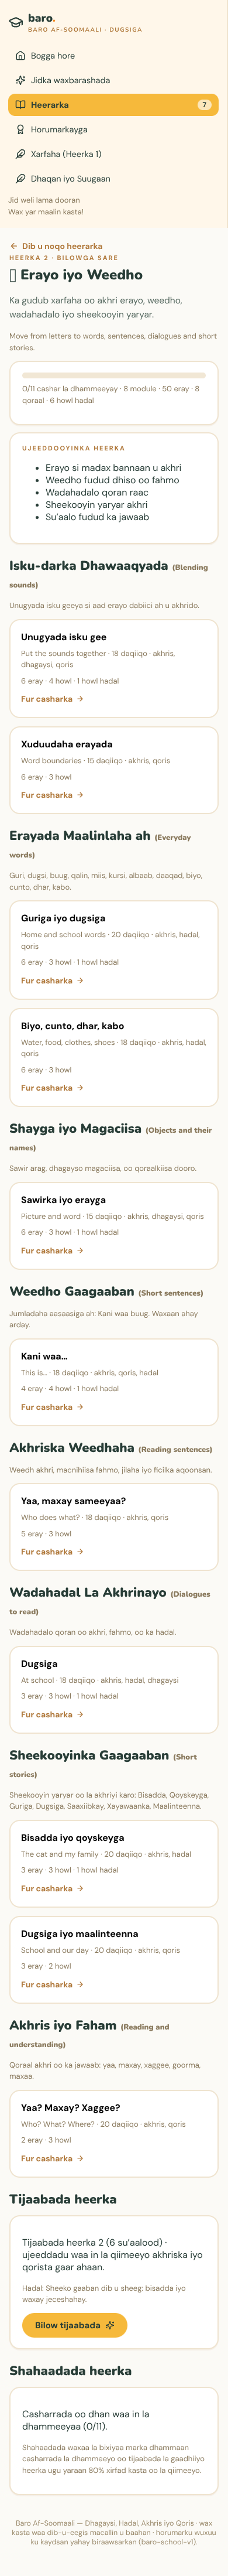 baro.
BARO AF-SOOMAALI · DUGSIGA
Bogga hore
Jidka waxbarashada
Heerarka 7
Horumarkayga
Xarfaha (Heerka 1)
Dhaqan iyo Suugaan
Jid weli lama dooran
Wax yar maalin kasta!
← Dib u noqo heerarka
HEERKA 2 · BILOWGA SARE
Erayo iyo Weedho
Ka gudub xarfaha oo akhri erayo, weedho,
wadahadalo iyo sheekooyin yaryar.
Move from letters to words, sentences, dialogues and short
stories.
0/11 cashar la dhammeeyay · 8 module · 50 eray · 8
qoraal · 6 howl hadal
UJEEDDOOYINKA HEERKA
• Erayo si madax bannaan u akhri
• Weedho fudud dhiso oo fahmo
• Wadahadalo qoran raac
• Sheekooyin yaryar akhri
• Su'aalo fudud ka jawaab
Isku-darka Dhawaaqyada (Blending
sounds)
Unugyada isku geeya si aad erayo dabiici ah u akhrido.
Unugyada isku gee
Put the sounds together · 18 daqiiqo · akhris,
dhagaysi, qoris
6 eray · 4 howl · 1 howl hadal
Fur casharka →
Xuduudaha erayada
Word boundaries · 15 daqiiqo · akhris, qoris
6 eray · 3 howl
Fur casharka →
Erayada Maalinlaha ah (Everyday
words)
Guri, dugsi, buug, qalin, miis, kursi, albaab, daaqad, biyo,
cunto, dhar, kabo.
Guriga iyo dugsiga
Home and school words · 20 daqiiqo · akhris, hadal,
qoris
6 eray · 3 howl · 1 howl hadal
Fur casharka →
Biyo, cunto, dhar, kabo
Water, food, clothes, shoes · 18 daqiiqo · akhris, hadal,
qoris
6 eray · 3 howl
Fur casharka →
Shayga iyo Magaciisa (Objects and their
names)
Sawir arag, dhagayso magaciisa, oo qoraalkiisa dooro.
Sawirka iyo erayga
Picture and word · 15 daqiiqo · akhris, dhagaysi, qoris
6 eray · 3 howl · 1 howl hadal
Fur casharka →
Weedho Gaagaaban (Short sentences)
Jumladaha aasaasiga ah: Kani waa buug. Waxaan ahay
arday.
Kani waa…
This is… · 18 daqiiqo · akhris, qoris, hadal
4 eray · 4 howl · 1 howl hadal
Fur casharka →
Akhriska Weedhaha (Reading sentences)
Weedh akhri, macnihiisa fahmo, jilaha iyo ficilka aqoonsan.
Yaa, maxay sameeyaa?
Who does what? · 18 daqiiqo · akhris, qoris
5 eray · 3 howl
Fur casharka →
Wadahadal La Akhrinayo (Dialogues
to read)
Wadahadalo qoran oo akhri, fahmo, oo ka hadal.
Dugsiga
At school · 18 daqiiqo · akhris, hadal, dhagaysi
3 eray · 3 howl · 1 howl hadal
Fur casharka →
Sheekooyinka Gaagaaban (Short
stories)
Sheekooyin yaryar oo la akhriyi karo: Bisadda, Qoyskeyga,
Guriga, Dugsiga, Saaxiibkay, Xayawaanka, Maalinteenna.
Bisadda iyo qoyskeyga
The cat and my family · 20 daqiiqo · akhris, hadal
3 eray · 3 howl · 1 howl hadal
Fur casharka →
Dugsiga iyo maalinteenna
School and our day · 20 daqiiqo · akhris, qoris
3 eray · 2 howl
Fur casharka →
Akhris iyo Faham (Reading and
understanding)
Qoraal akhri oo ka jawaab: yaa, maxay, xaggee, goorma,
maxaa.
Yaa? Maxay? Xaggee?
Who? What? Where? · 20 daqiiqo · akhris, qoris
2 eray · 3 howl
Fur casharka →
Tijaabada heerka
Tijaabada heerka 2 (6 su'aalood) ·
ujeeddadu waa in la qiimeeyo akhriska iyo
qorista gaar ahaan.
Hadal: Sheeko gaaban dib u sheeg: bisadda iyo
waxay jeceshahay.
Bilow tijaabada
Shahaadada heerka
Casharrada oo dhan waa in la
dhammeeyaa (0/11).
Shahaadada waxaa la bixiyaa marka dhammaan
casharrada la dhammeeyo oo tijaabada la gaadhiiyo
heerka ugu yaraan 80% xirfad kasta oo la qiimeeyo.
Baro Af-Soomaali — Dhagaysi, Hadal, Akhris iyo Qoris · wax
kasta waa dib-u-eegis macallin u baahan · horumarku wuxuu
ku kaydsan yahay biraawsarkan (baro-school-v1).